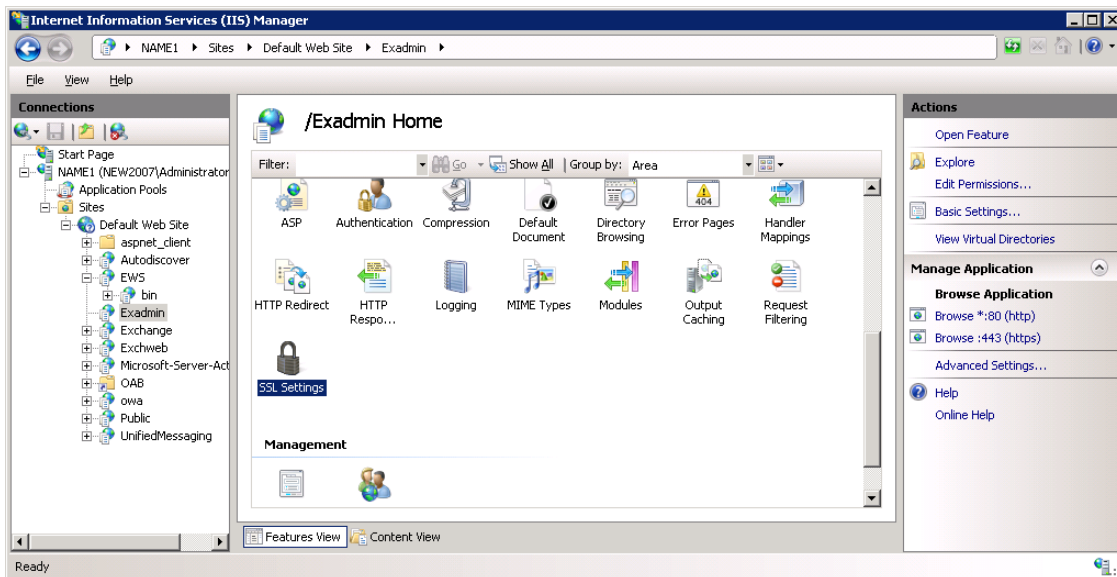 Internet Information Services (IIS) Manager
NAME1 Sites Default Web Site Exadmin
File View Help
Connections
Start Page
NAME1 (NEW2007\Administrator
Application Pools
Sites
Default Web Site
aspnet_client
Autodiscover
EWS
bin
Exadmin
Exchange
Exchweb
Microsoft-Server-Act
OAB
owa
Public
UnifiedMessaging
/Exadmin Home
Filter: Go Show All Group by: Area
ASP Authentication Compression Default Document Directory Browsing Error Pages 404 Handler Mappings
HTTP Redirect HTTP Respo... Logging MIME Types Modules Output Caching Request Filtering
SSL Settings
Management
Features View Content View
Actions
Open Feature
Explore
Edit Permissions...
Basic Settings...
View Virtual Directories
Manage Application
Browse Application
Browse *:80 (http)
Browse :443 (https)
Advanced Settings...
Help
Online Help
Ready